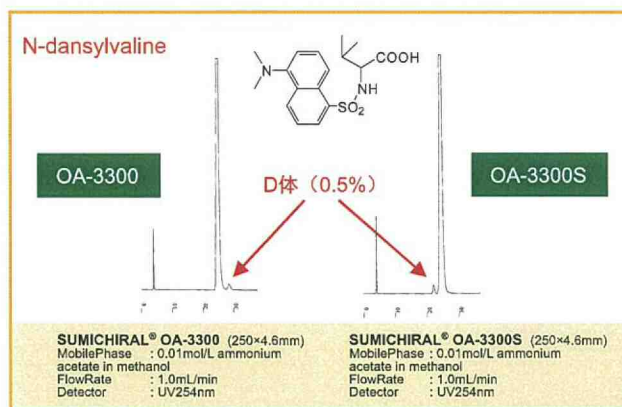 N-dansylvaline
N
SO₂
NH
COOH
OA-3300
D体（0.5%）
OA-3300S
SUMICHIRAL® OA-3300 (250×4.6mm)
MobilePhase : 0.01mol/L ammonium
acetate in methanol
FlowRate : 1.0mL/min
Detector : UV254nm
SUMICHIRAL® OA-3300S (250×4.6mm)
MobilePhase : 0.01mol/L ammonium
acetate in methanol
FlowRate : 1.0mL/min
Detector : UV254nm